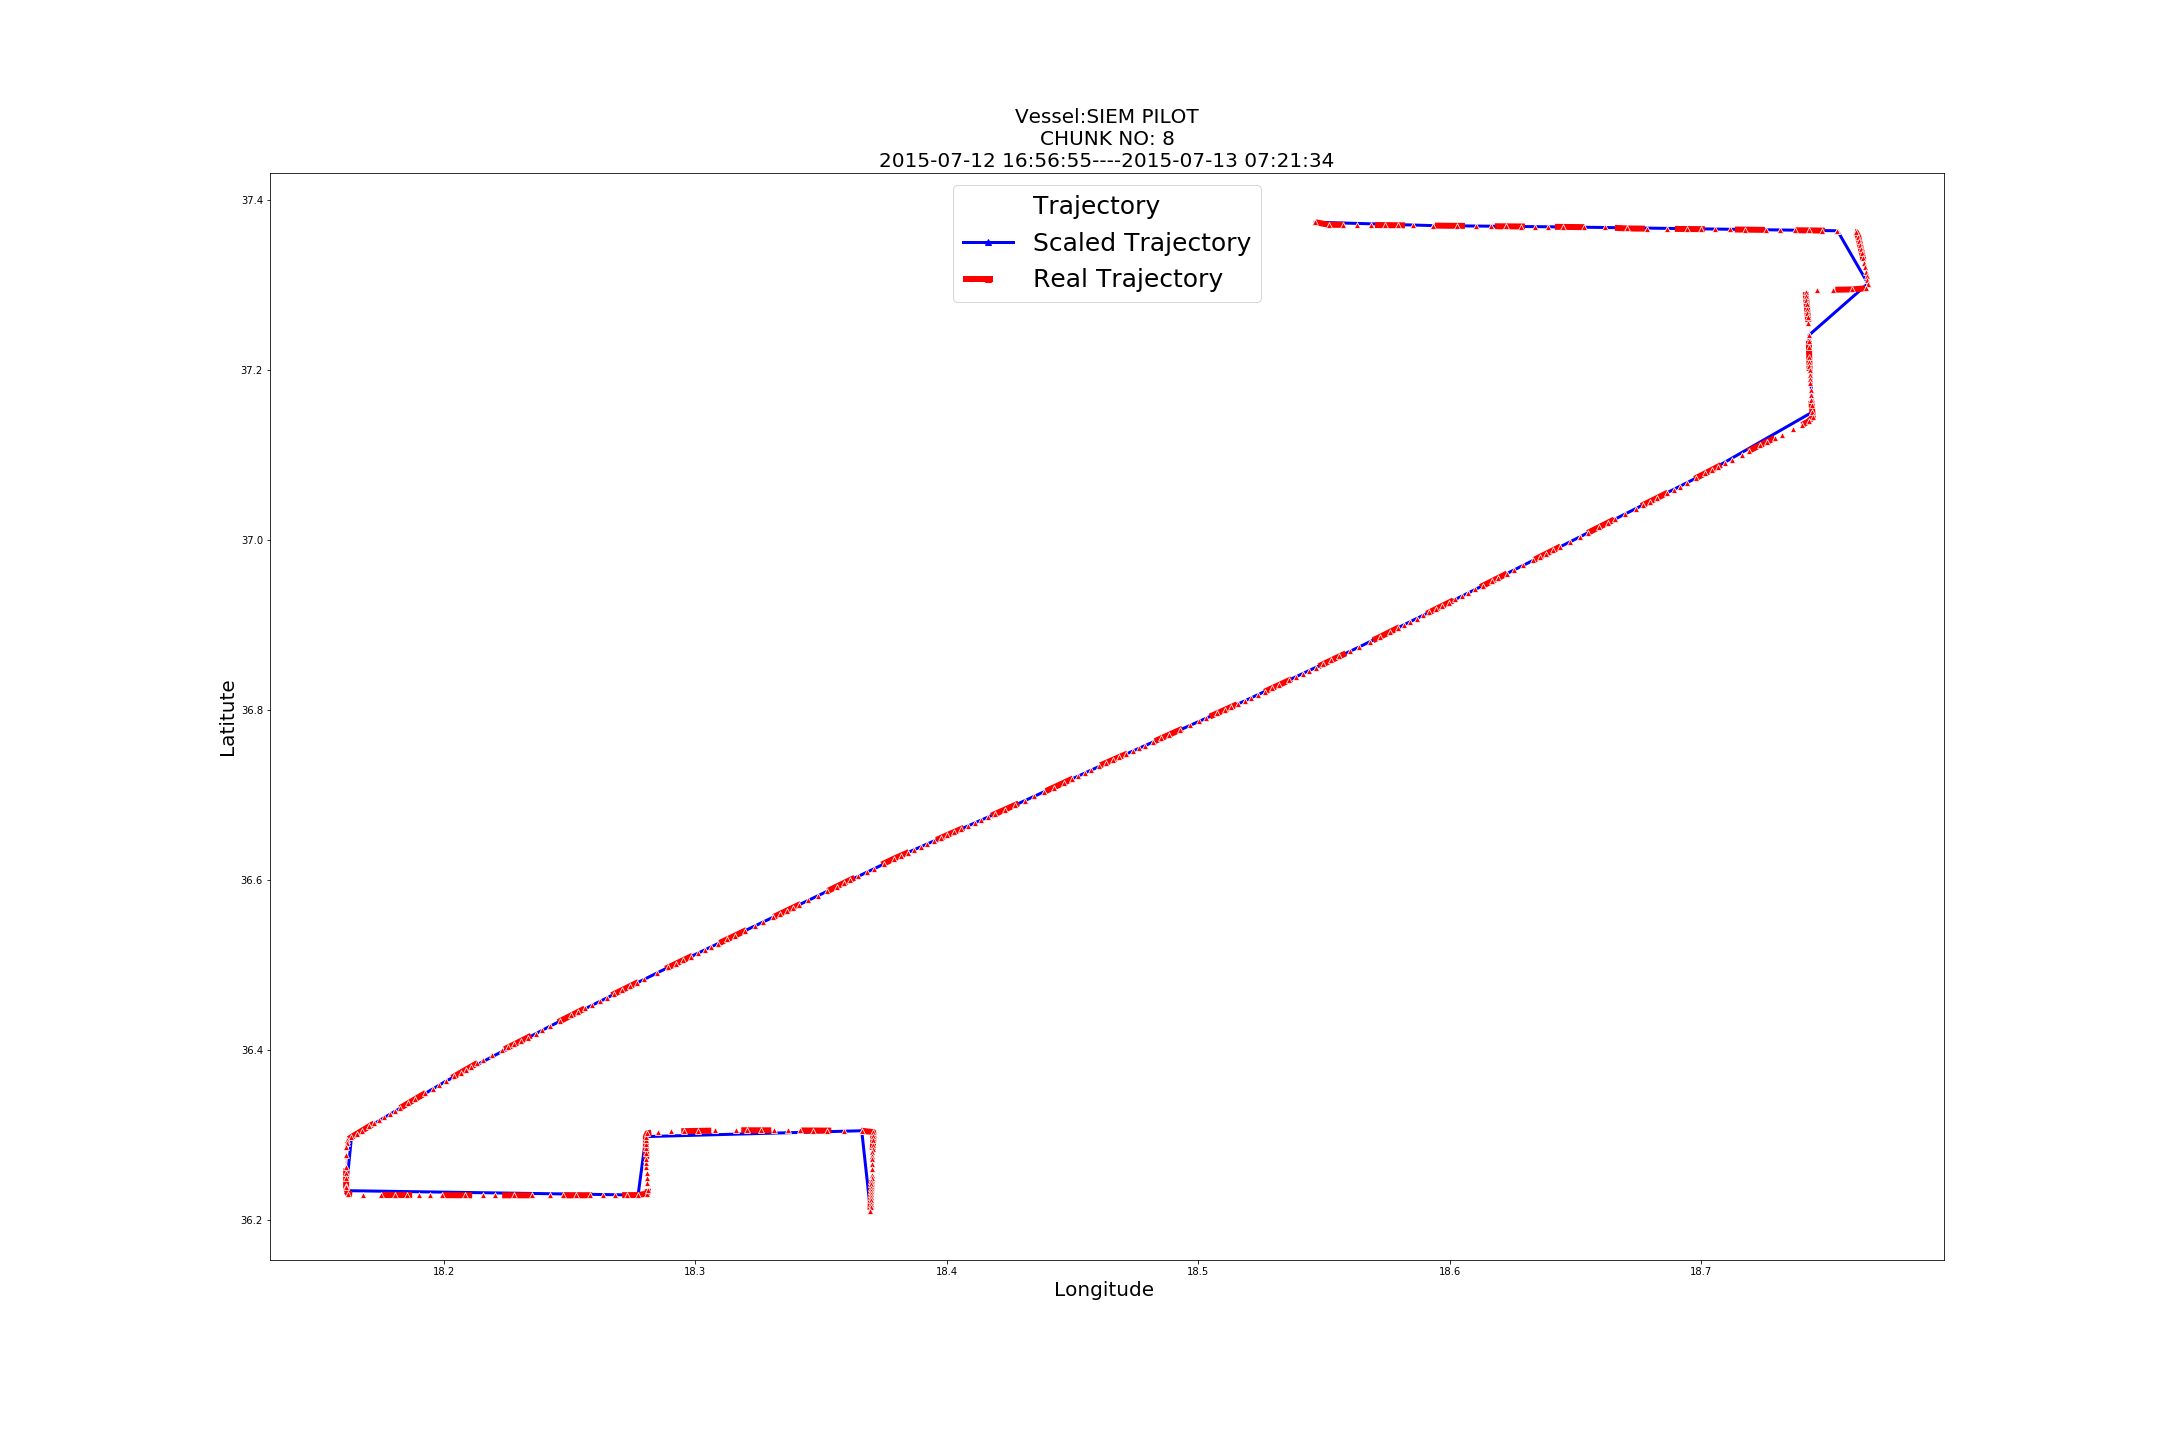 Vessel:SIEM PILOT
CHUNK NO: 8
2015-07-12 16:56:55----2015-07-13 07:21:34
Trajectory
Scaled Trajectory
Real Trajectory
37.4
37.2
37.0
36.8
36.6
36.4
36.2
Latitute
18.2 18.3 18.4 18.5 18.6 18.7
Longitude